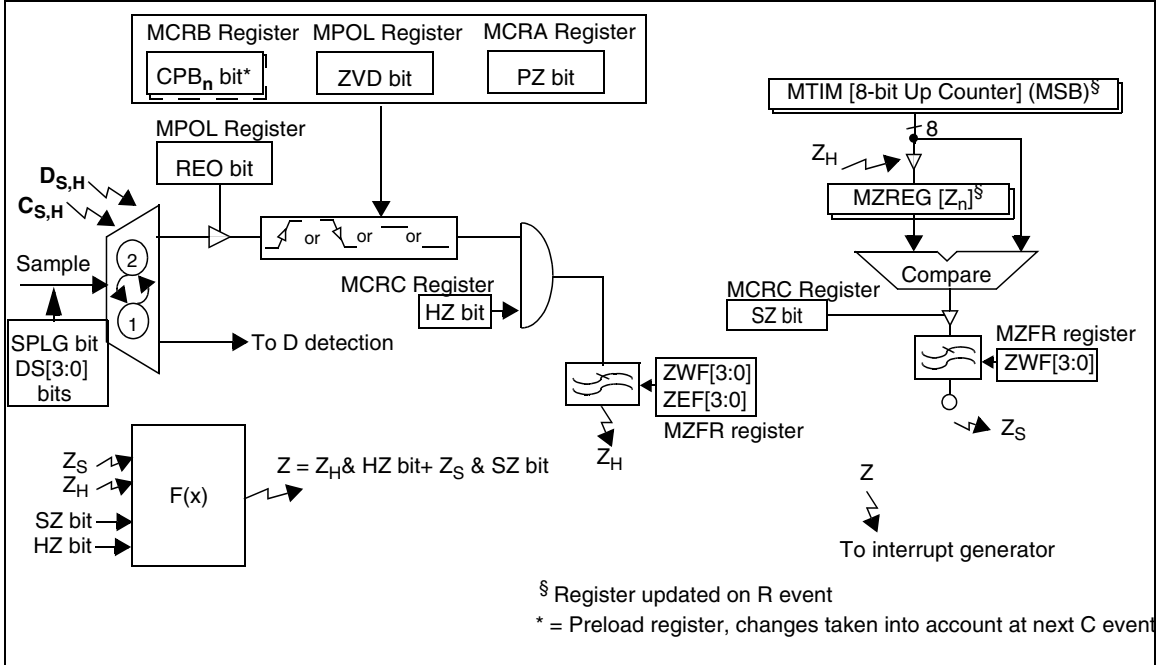 MCRB Register
MPOL Register
MCRA Register
CPBn bit*
ZVD bit
PZ bit
MPOL Register
REO bit
DS,H
CS,H
2
1
Sample
SPLG bit
DS[3:0]
bits
or
or
or
MCRC Register
HZ bit
To D detection
ZWF[3:0]
ZEF[3:0]
MZFR register
ZH
MTIM [8-bit Up Counter] (MSB)§
8
ZH
MZREG [Zn]§
Compare
MCRC Register
SZ bit
MZFR register
ZWF[3:0]
ZS
ZS
ZH
SZ bit
HZ bit
F(x)
Z = ZH& HZ bit+ ZS & SZ bit
Z
To interrupt generator
§ Register updated on R event
* = Preload register, changes taken into account at next C event